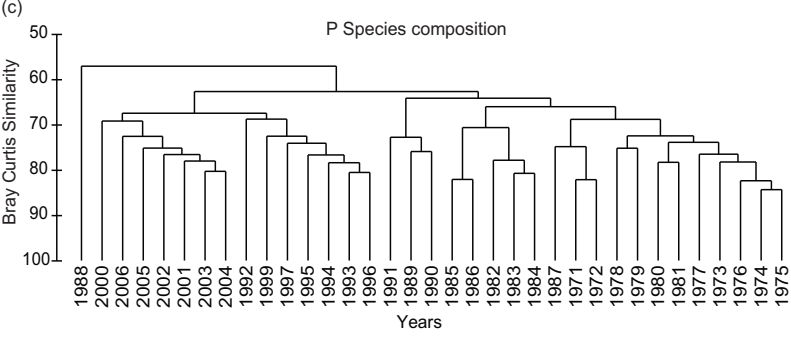 (c)
P Species composition
Bray Curtis Similarity
50
60
70
80
90
100
1988 2000 2006 2005 2002 2001 2003 2004 1992 1999 1997 1995 1994 1993 1996 1991 1989 1990 1985 1986 1982 1983 1984 1987 1971 1972 1978 1979 1980 1981 1977 1973 1976 1974 1975
Years